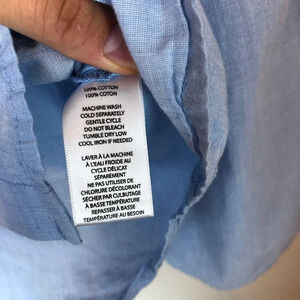 100% COTTON
100% COTON
MACHINE WASH
COLD SEPARATELY
GENTLE CYCLE
DO NOT BLEACH
TUMBLE DRY LOW
COOL IRON IF NEEDED
LAVER À LA MACHINE
À L'EAU FROIDE AU
CYCLE DÉLICAT
SÉPARÉMENT
NE PAS UTILISER DE
CHLORURE DÉCOLORANT
SÉCHER PAR CULBUTAGE
À BASSE TEMPÉRATURE
REPASSER À BASSE
TEMPÉRATURE AU BESOIN